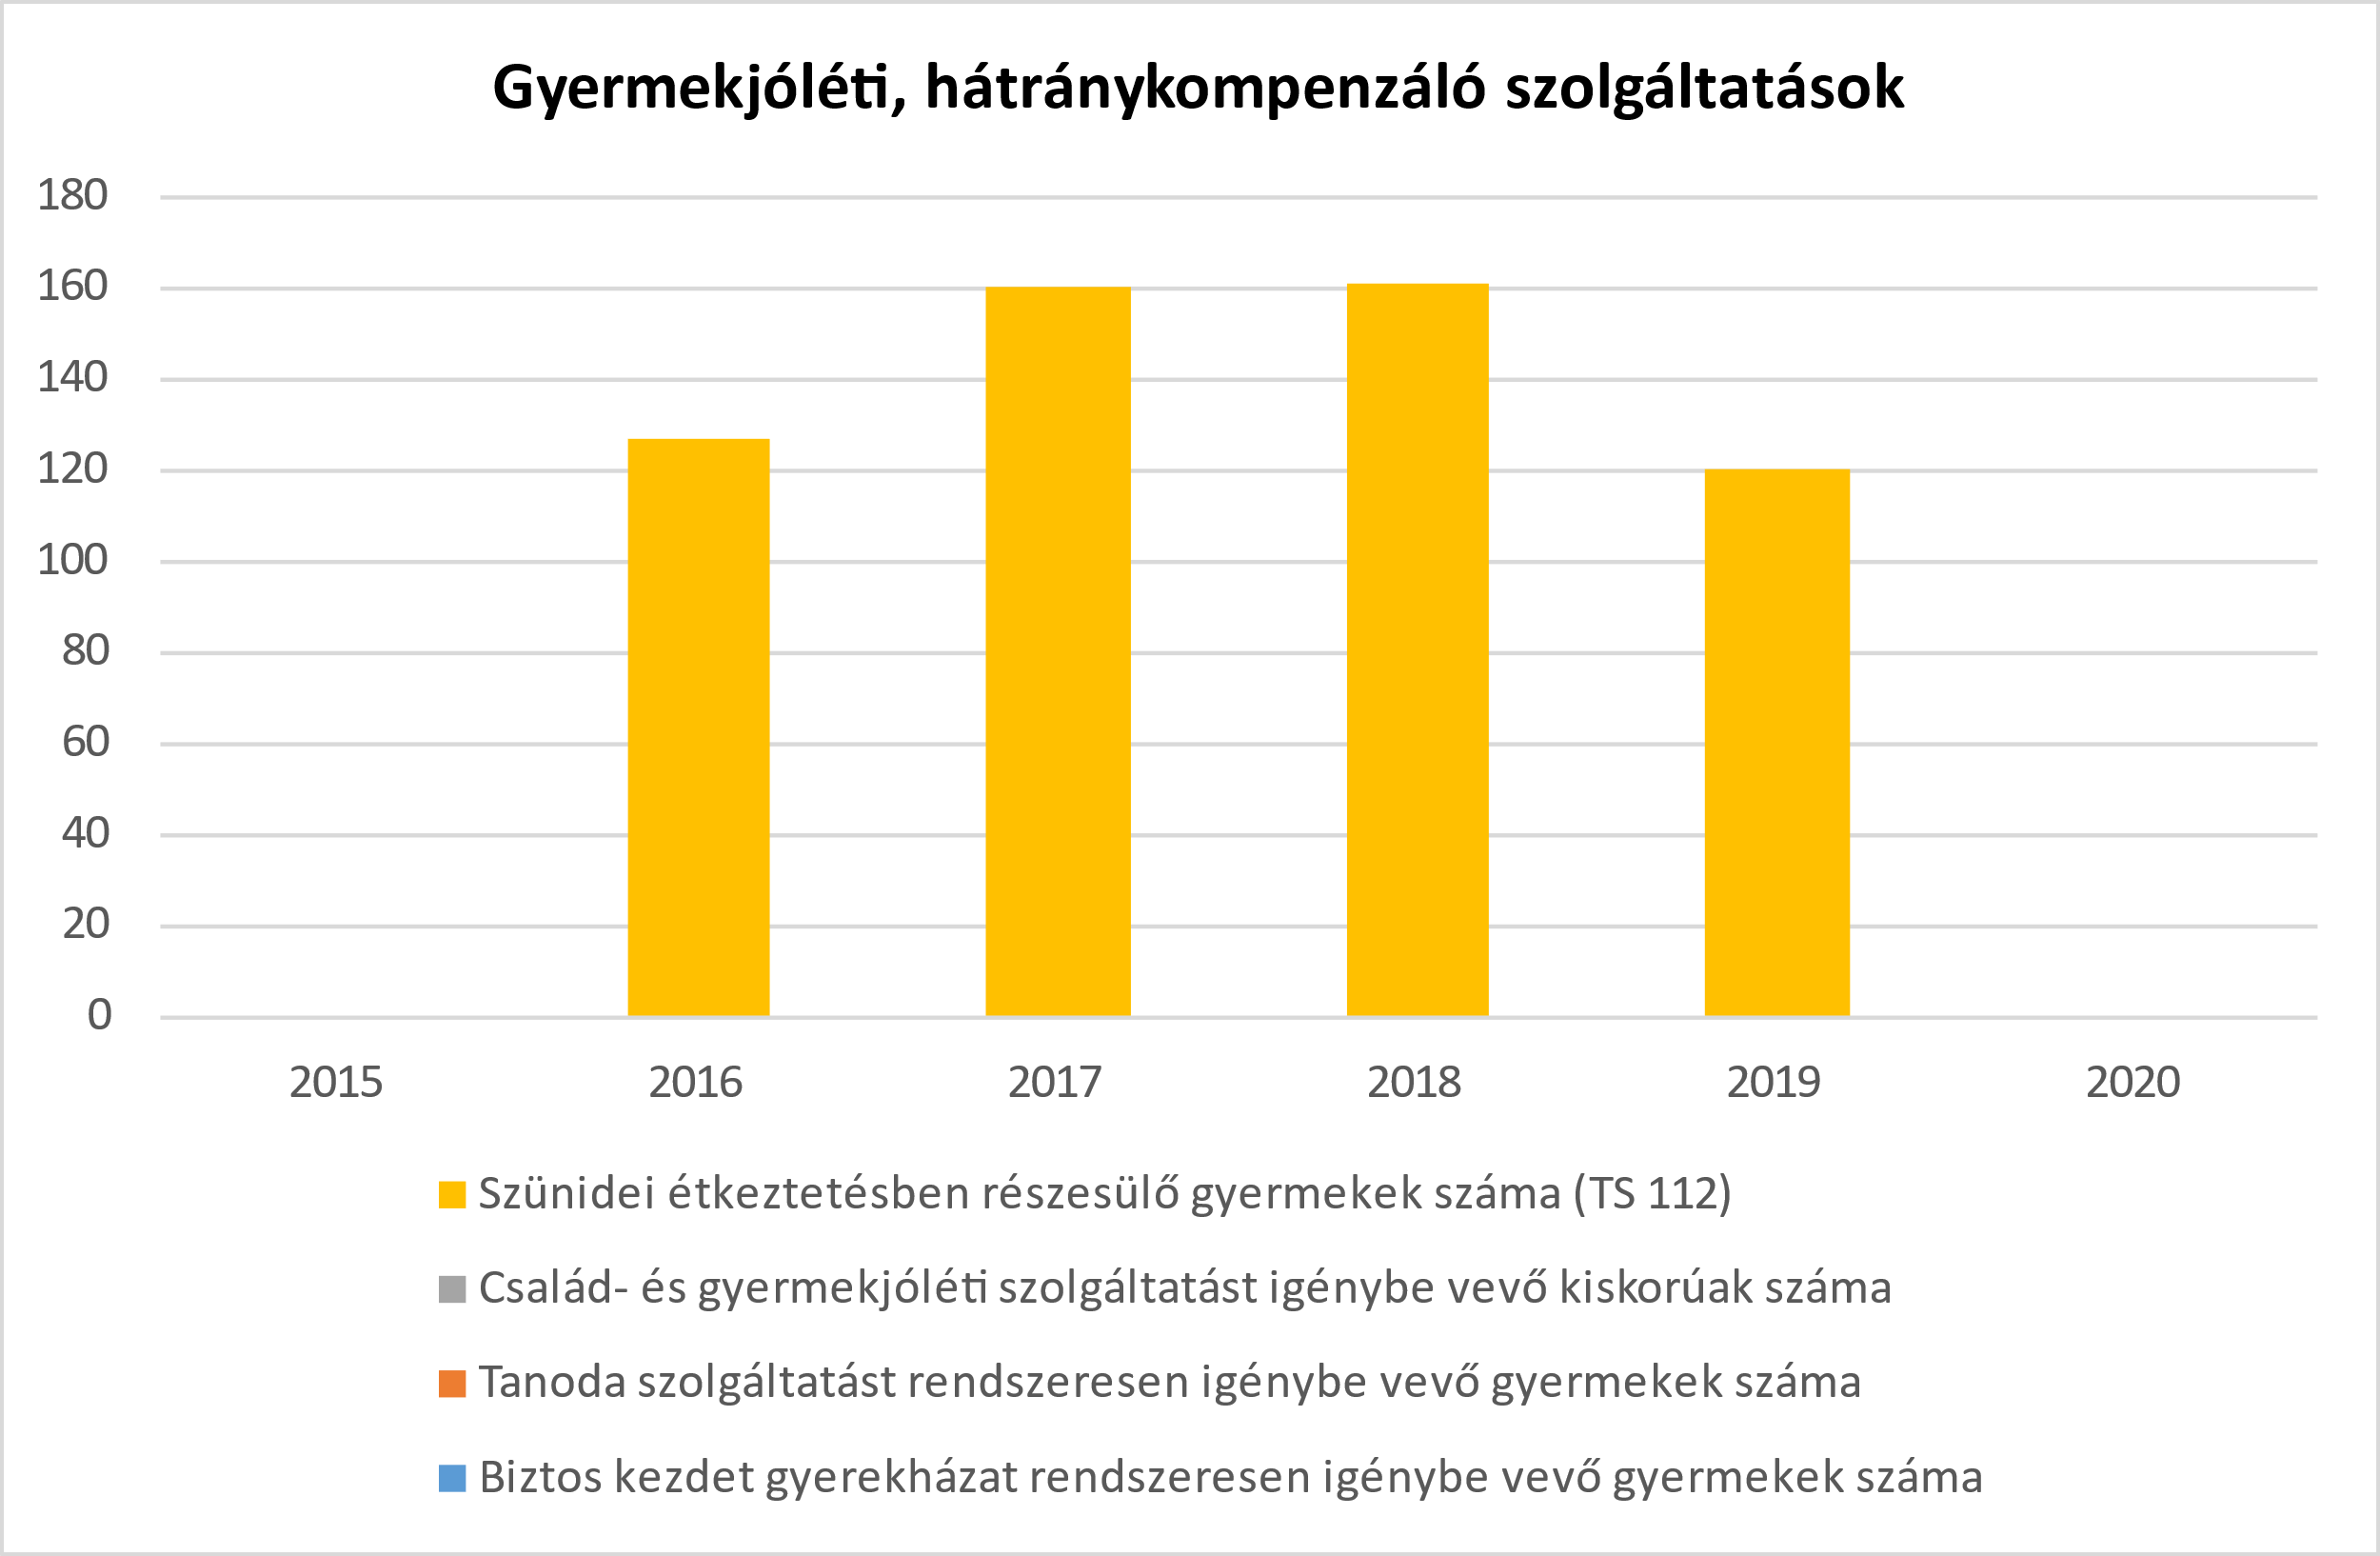 Gyermekjóléti, hátránykompenzáló szolgáltatások
180
160
140
120
100
80
60
40
20
0
2015 2016 2017 2018 2019 2020
Szünidei étkeztetésben részesülő gyermekek száma (TS 112)
Család- és gyermekjóléti szolgáltatást igénybe vevő kiskorúak száma
Tanoda szolgáltatást rendszeresen igénybe vevő gyermekek száma
Biztos kezdet gyerekházat rendszeresen igénybe vevő gyermekek száma